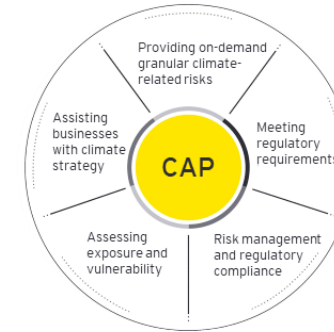 Providing on-demand
granular climate-
related risks
Meeting
regulatory
requirements
Risk management
and regulatory
compliance
Assessing
exposure and
vulnerability
Assisting
businesses
with climate
strategy
CAP